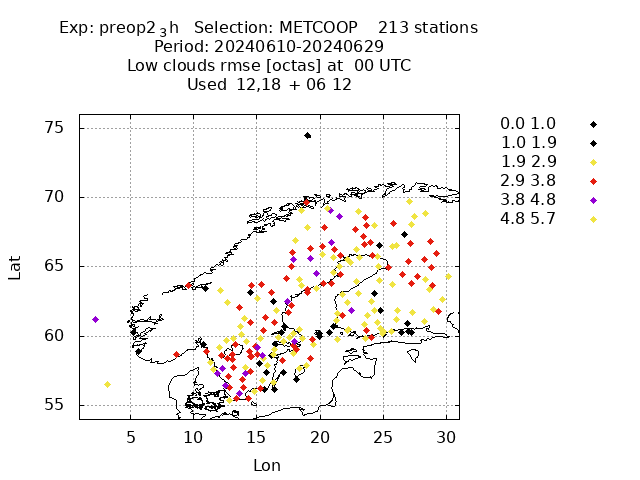 Exp: preop2₃h Selection: METCOOP 213 stations
Period: 20240610-20240629
Low clouds rmse [octas] at 00 UTC
Used 12,18 + 06 12
0.0 1.0
1.0 1.9
1.9 2.9
2.9 3.8
3.8 4.8
4.8 5.7
75
70
65
60
55
Lat
5 10 15 20 25 30
Lon